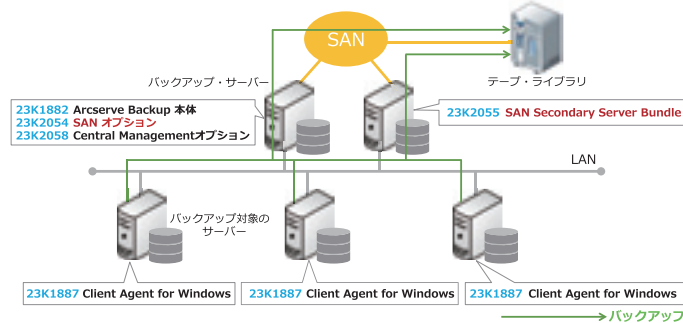 SAN
バックアップ・サーバー
テープ・ライブラリ
23K1882 Arcserve Backup 本体
23K2054 SAN オプション
23K2058 Central Managementオプション
23K2055 SAN Secondary Server Bundle
LAN
バックアップ対象の
サーバー
23K1887 Client Agent for Windows
23K1887 Client Agent for Windows
23K1887 Client Agent for Windows
バックアップ